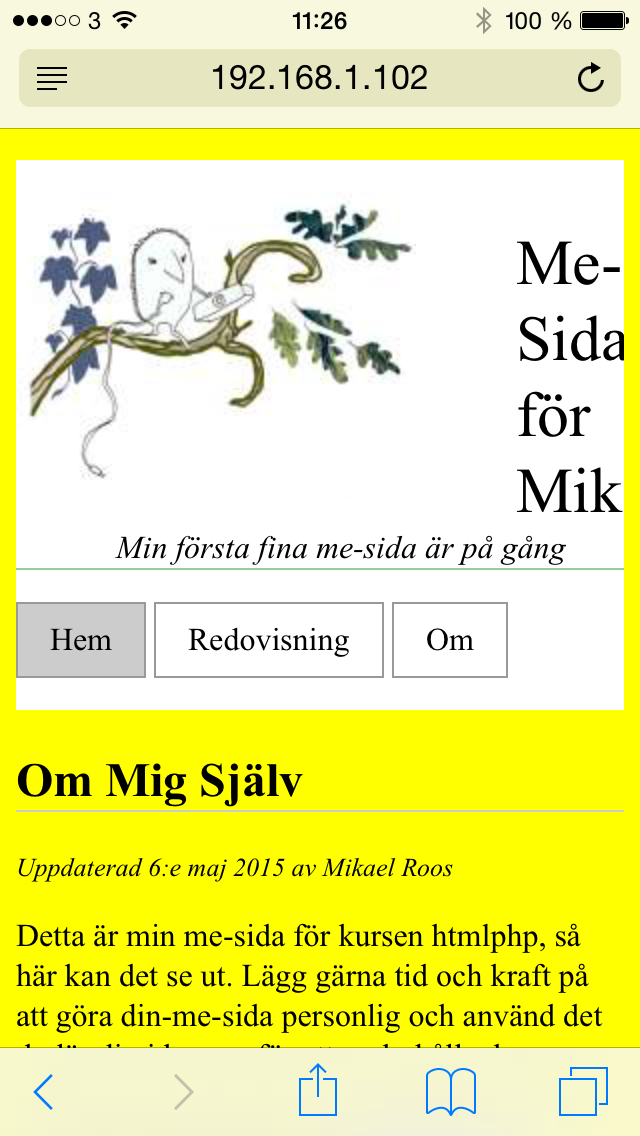 3 11:26 100 %
192.168.1.102
Me-
Sida
för
Mik
Min första fina me-sida är på gång
Hem Redovisning Om
Om Mig Själv
Uppdaterad 6:e maj 2015 av Mikael Roos
Detta är min me-sida för kursen htmlphp, så
här kan det se ut. Lägg gärna tid och kraft på
att göra din-me-sida personlig och använd det